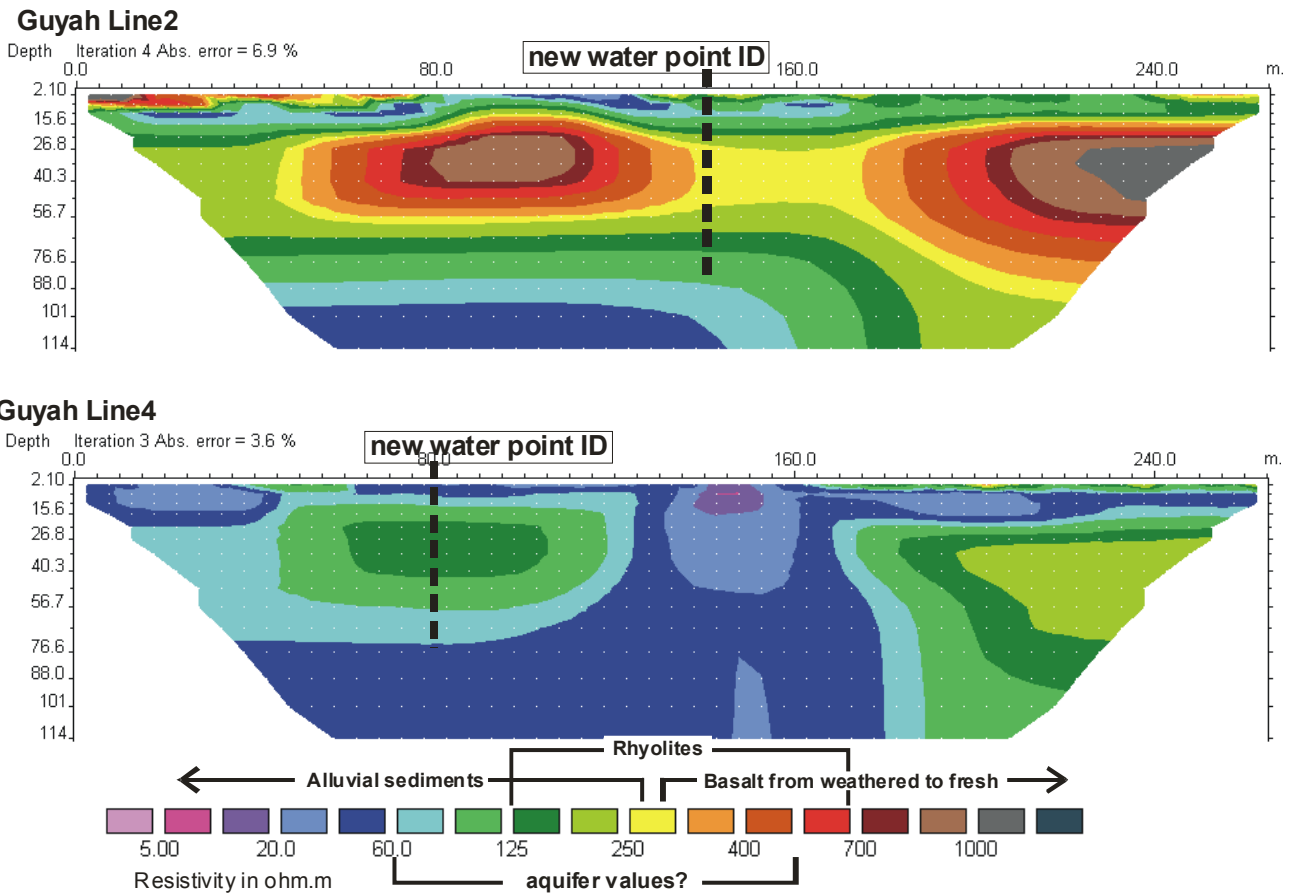 Guyah Line2
Depth Iteration 4 Abs. error = 6.9 %
new water point ID
0.0 80.0 160.0 240.0 m.
2.10
15.6
26.8
40.3
56.7
76.6
88.0
101
114
Guyah Line4
Depth Iteration 3 Abs. error = 3.6 %
new water point ID
0.0 80.0 160.0 240.0 m.
2.10
15.6
26.8
40.3
56.7
76.6
88.0
101
114
Rhyolites
Alluvial sediments Basalt from weathered to fresh
5.00 20.0 60.0 125 250 400 700 1000
Resistivity in ohm.m aquifer values?